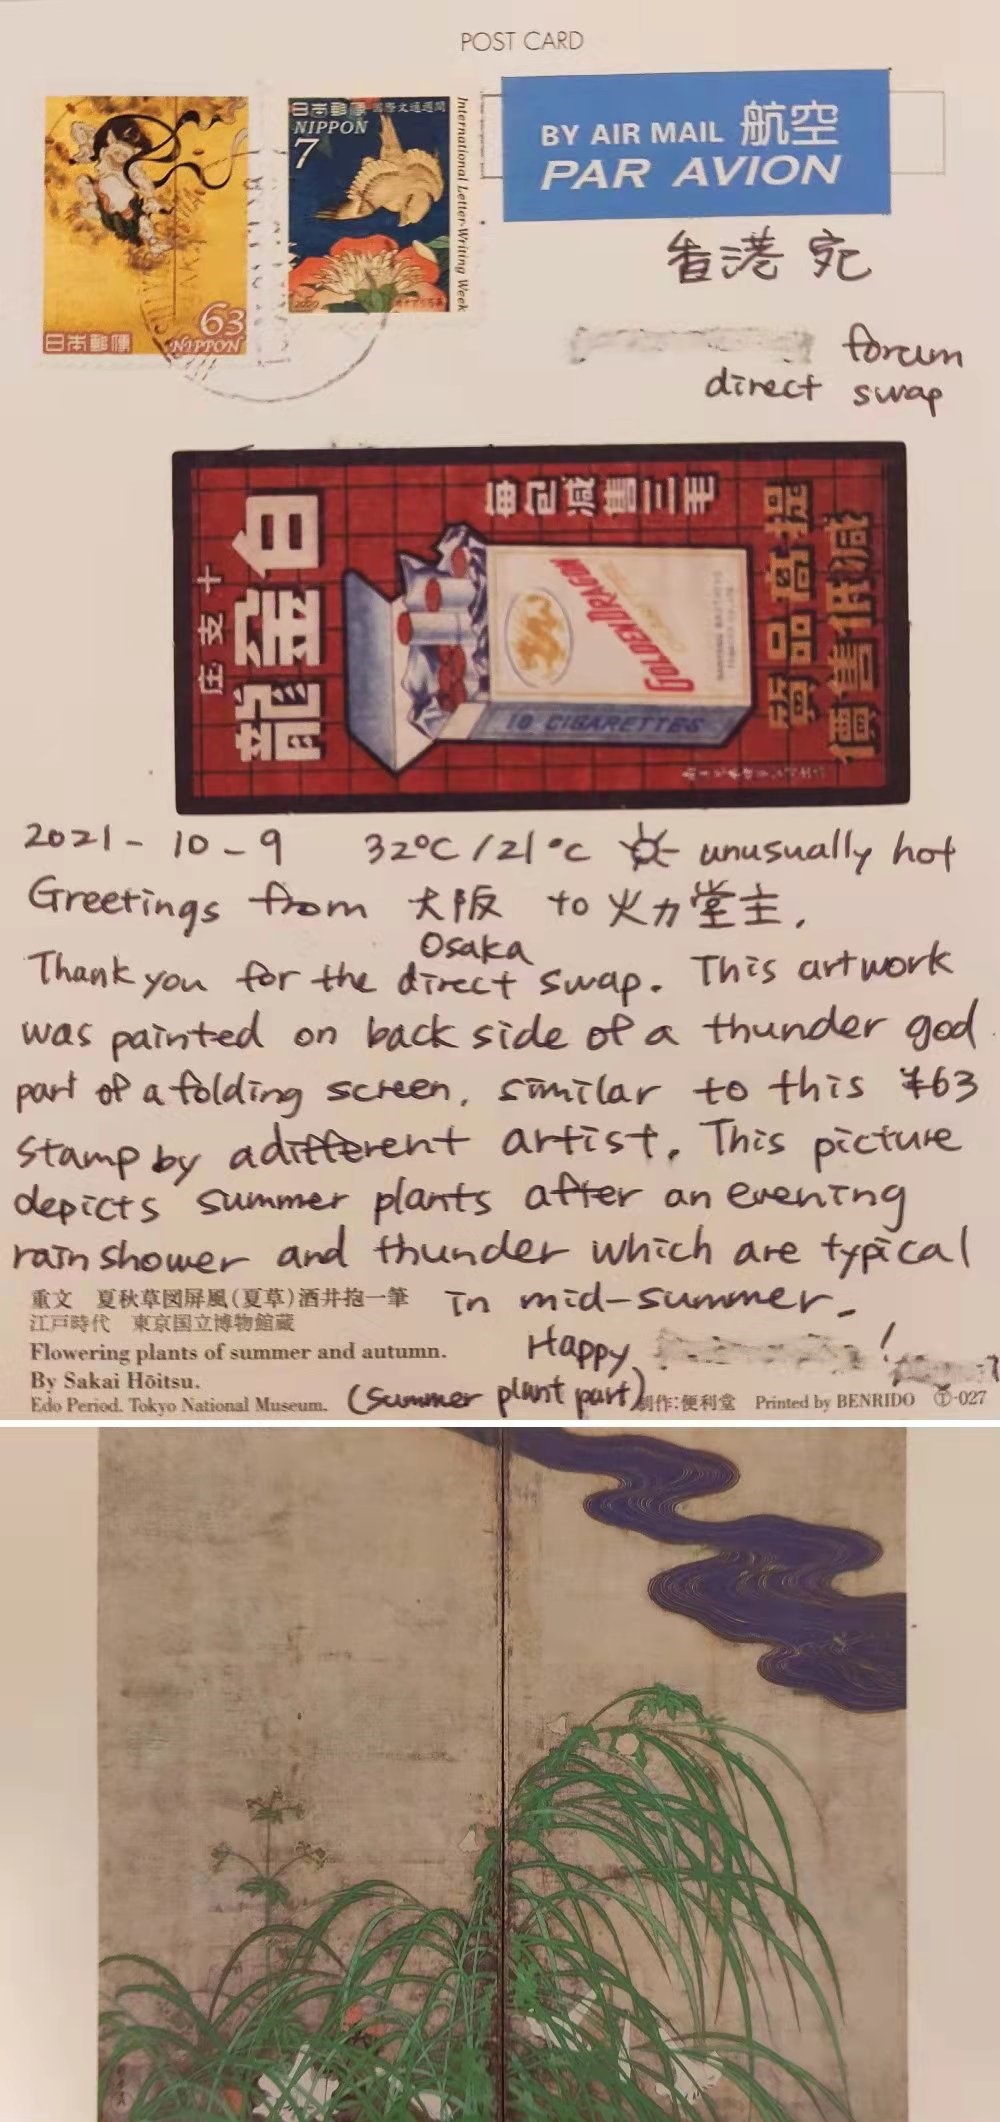 POST CARD
日本郵便 國際文通週間
NIPPON
7
International Letter-Writing Week
63
日本郵便 NIPPON
BY AIR MAIL 航空
PAR AVION
香港 宛
forum
direct swap
白金龍
十支庄
每包減售三毛
GOLDEN DRAGON
10 CIGARETTES
提高品質
減低售價
2021-10-9 32°C/21°C unusually hot
Greetings from 大阪 to 火力堂主.
Osaka
Thank you for the direct swap. This artwork
was painted on back side of a thunder god
part of a folding screen, similar to this ¥63
stamp by a different artist. This picture
depicts summer plants after an evening
rain shower and thunder which are typical
in mid-summer.
重文 夏秋草図屏風(夏草)酒井抱一筆
江戸時代 東京国立博物館蔵
Happy !
Flowering plants of summer and autumn.
By Sakai Hōitsu.
Edo Period. Tokyo National Museum.
(summer plant part)
制作:便利堂 Printed by BENRIDO Ⓣ-027